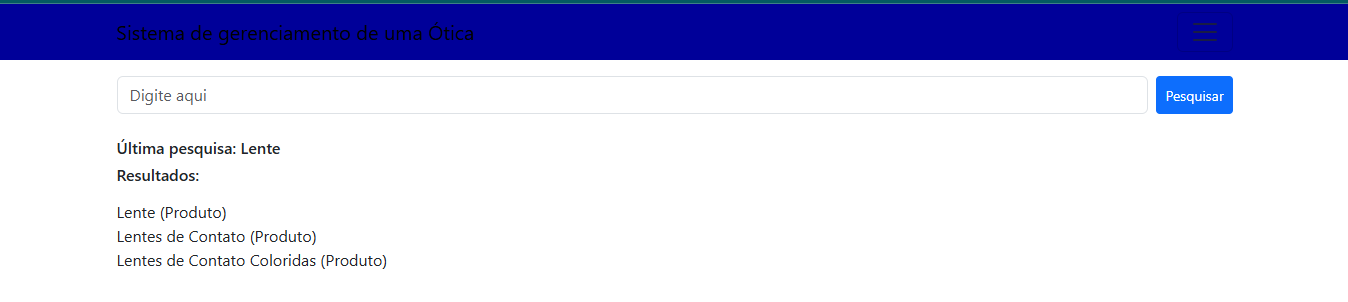 Sistema de gerenciamento de uma Ótica
Digite aqui
Pesquisar
Última pesquisa: Lente
Resultados:
Lente (Produto)
Lentes de Contato (Produto)
Lentes de Contato Coloridas (Produto)